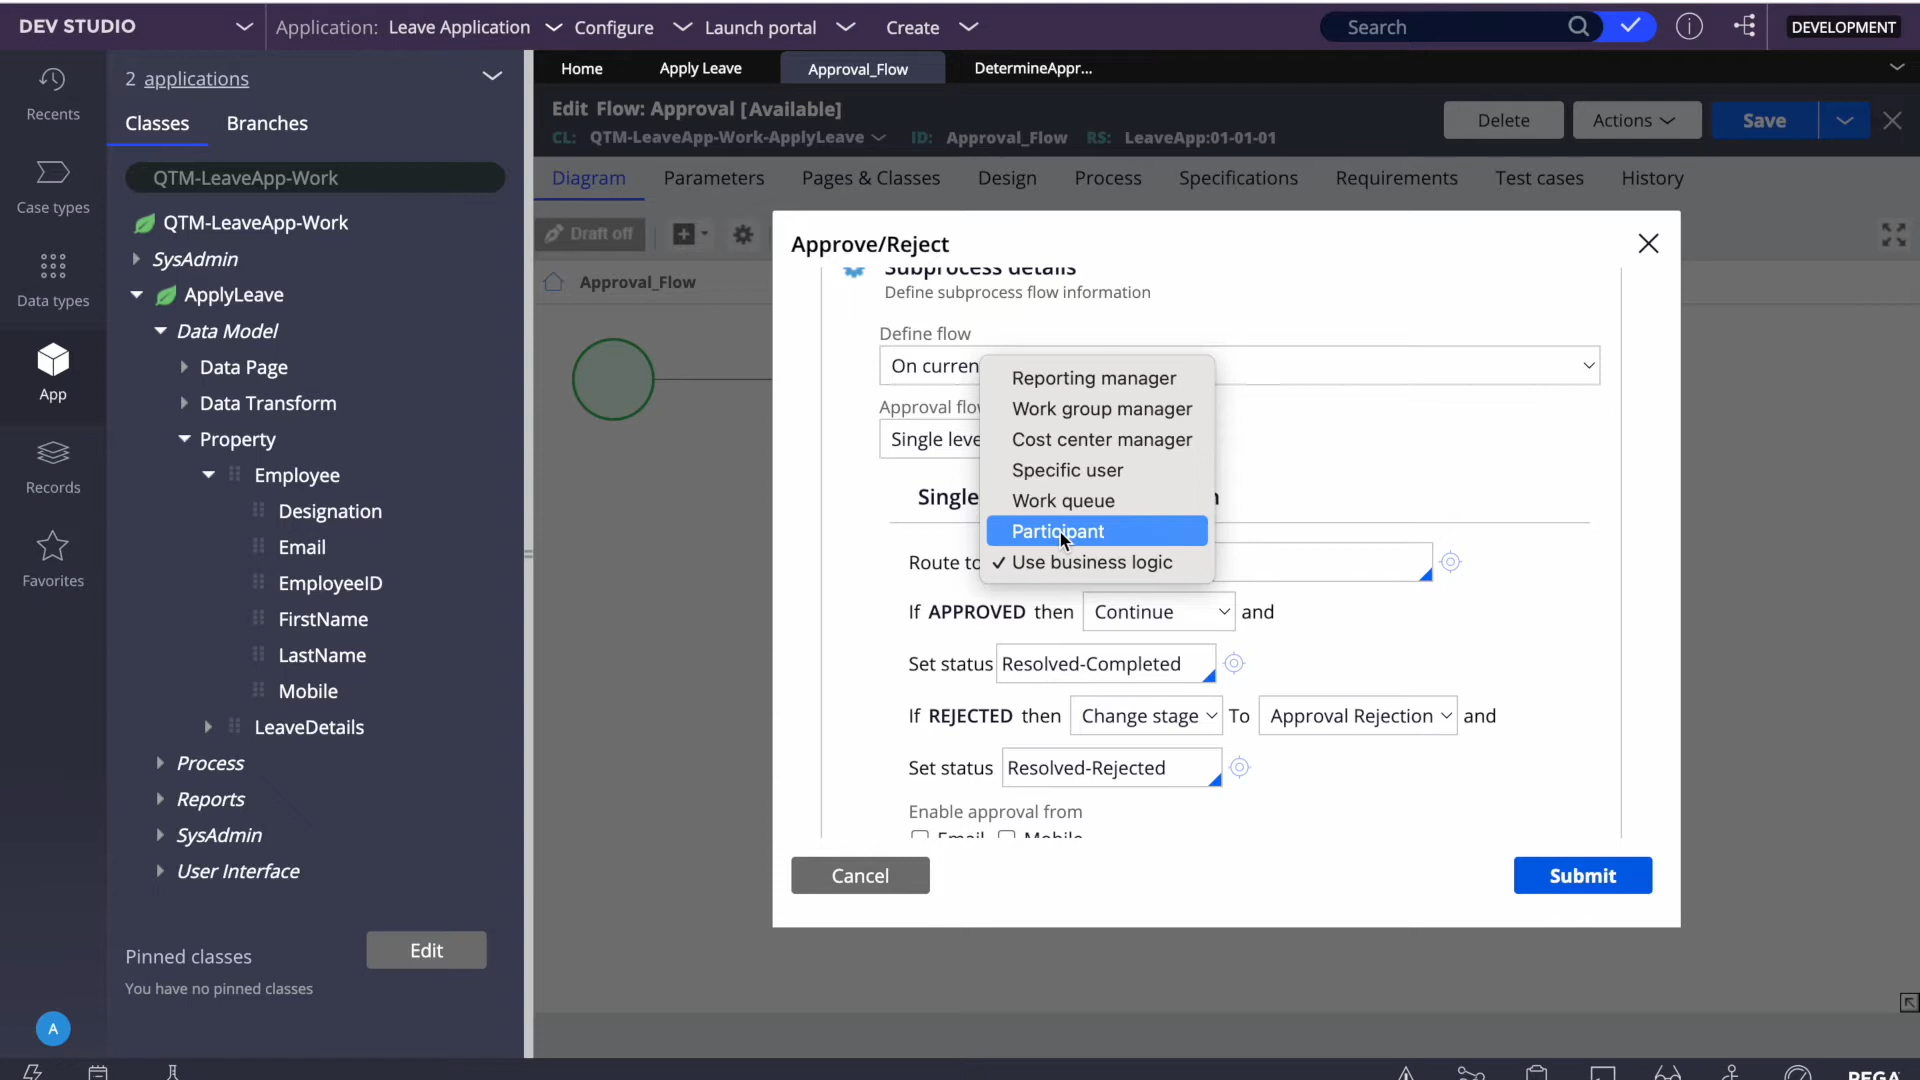 DEV STUDIO
Application: Leave Application
Configure
Launch portal
Create
Search
DEVELOPMENT
Recents
Case types
Data types
App
Records
Favorites
A
2 applications
Classes
Branches
QTM-LeaveApp-Work
QTM-LeaveApp-Work
SysAdmin
ApplyLeave
Data Model
Data Page
Data Transform
Property
Employee
Designation
Email
EmployeeID
FirstName
LastName
Mobile
LeaveDetails
Process
Reports
SysAdmin
User Interface
Pinned classes
Edit
You have no pinned classes
Home
Apply Leave
Approval_Flow
DetermineAppr...
Edit Flow: Approval [Available]
CL: QTM-LeaveApp-Work-ApplyLeave ID: Approval_Flow RS: LeaveApp:01-01-01
Delete
Actions
Save
Diagram
Parameters
Pages & Classes
Design
Process
Specifications
Requirements
Test cases
History
Draft off
Approval_Flow
Approve/Reject
Subprocess details
Define subprocess flow information
Define flow
On curren
Approval flo
Single leve
Single
Reporting manager
Work group manager
Cost center manager
Specific user
Work queue
Participant
✓ Use business logic
Route to
If APPROVED then Continue and
Set status Resolved-Completed
If REJECTED then Change stage To Approval Rejection and
Set status Resolved-Rejected
Enable approval from
Email Mobile
Cancel
Submit
PEGA